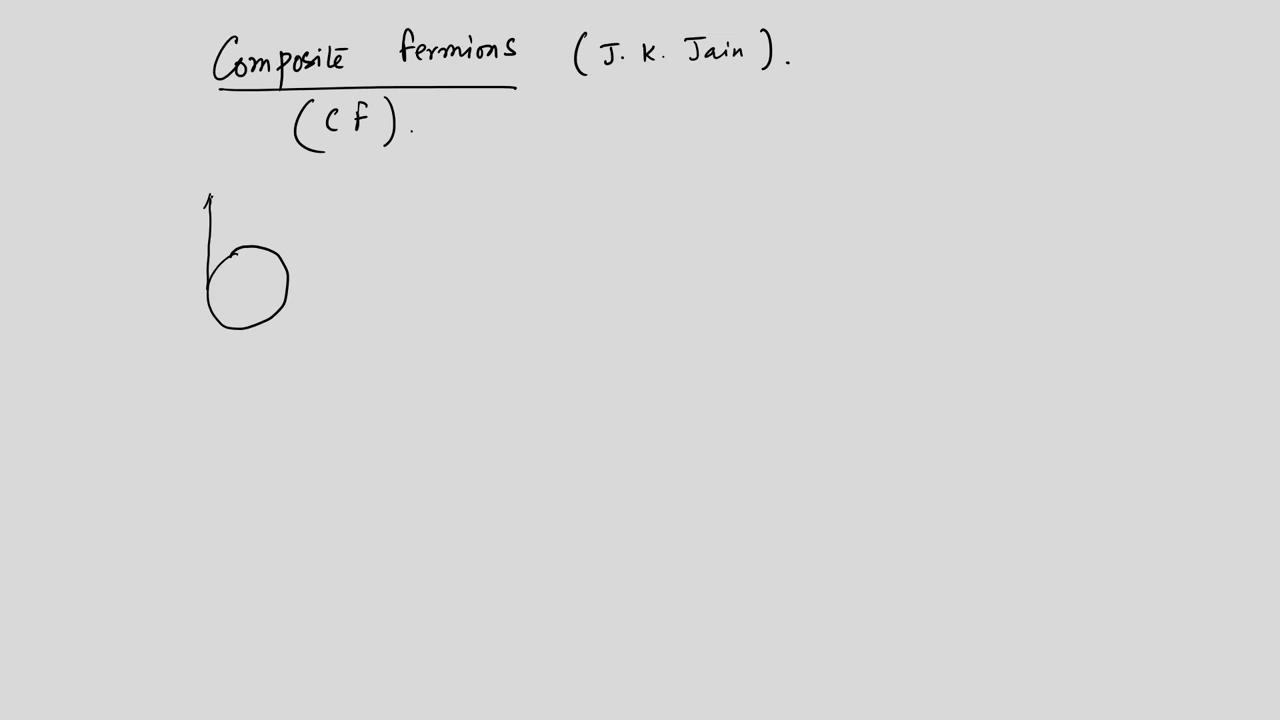 Composite fermions (J. K. Jain).
(CF).